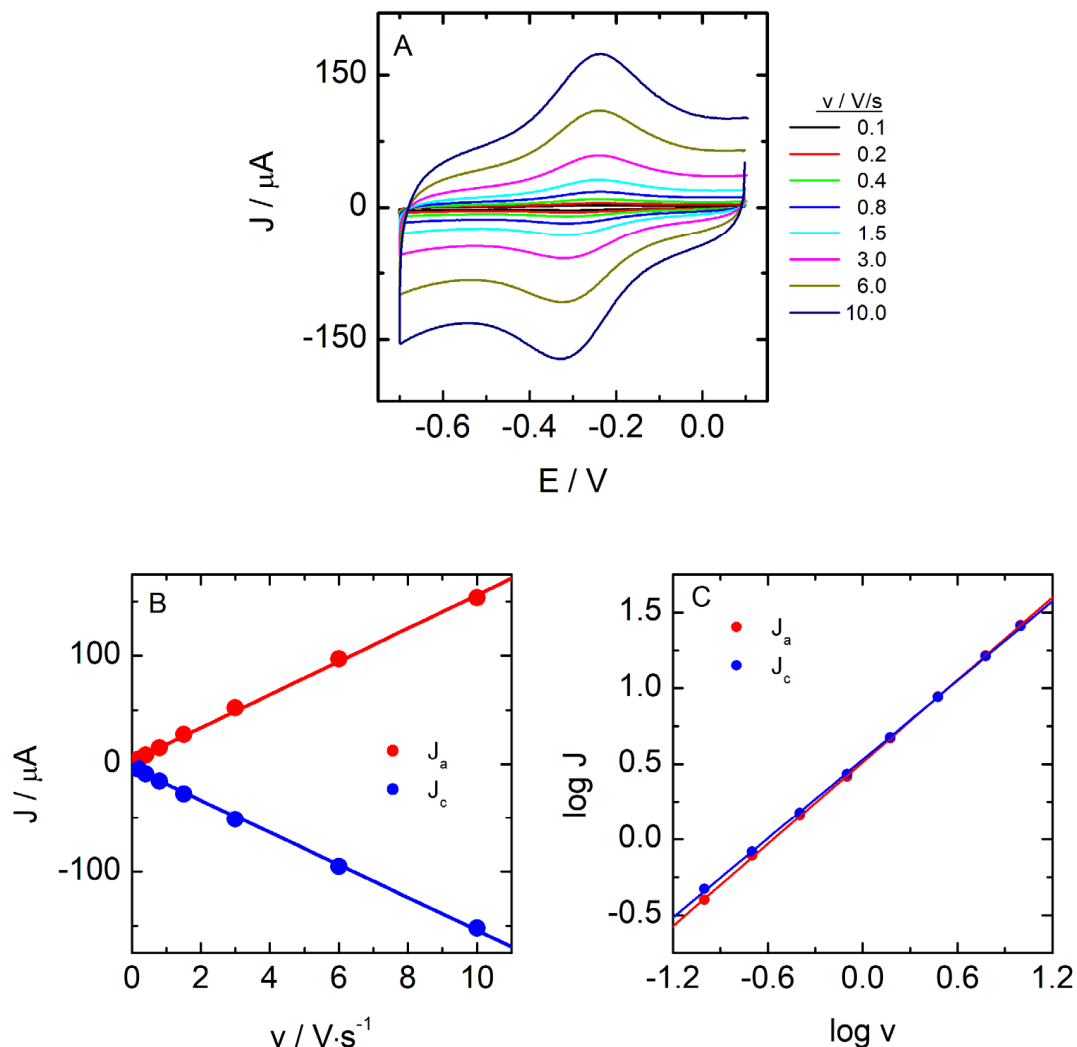 A
J / μA
150
0
-150
-0.6 -0.4 -0.2 0.0
E / V
v / V/s
0.1
0.2
0.4
0.8
1.5
3.0
6.0
10.0
B
J / μA
100
0
-100
0 2 4 6 8 10
v / V·s⁻¹
Jₐ
J_c
C
log J
1.5
1.0
0.5
0.0
-0.5
-1.2 -0.6 0.0 0.6 1.2
log v
Jₐ
J_c